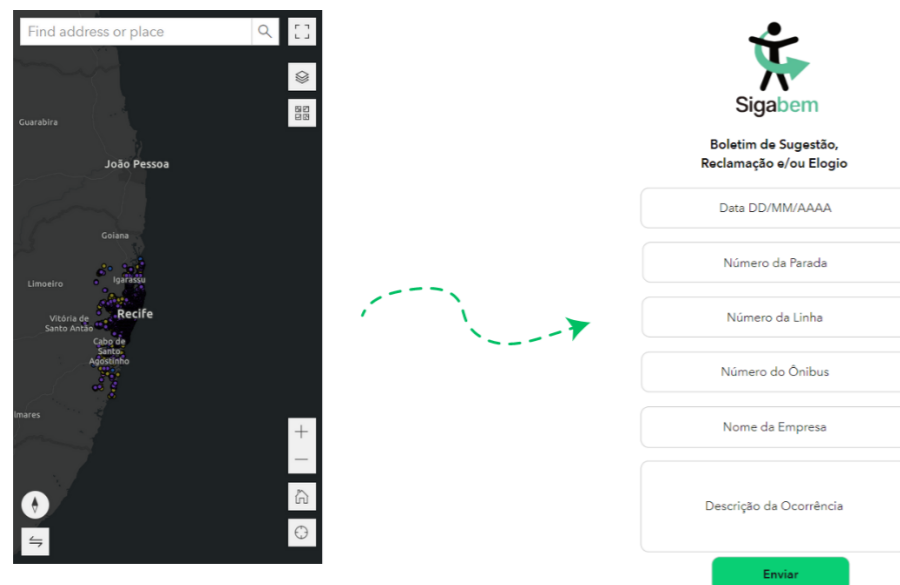 Find address or place
Guarabira
João Pessoa
Goiana
Igarassu
Limoeiro
Recife
Vitória de
Santo Antão
Cabo de
Santo
Agostinho
lmares
Sigabem
Boletim de Sugestão,
Reclamação e/ou Elogio
Data DD/MM/AAAA
Número da Parada
Número da Linha
Número do Ônibus
Nome da Empresa
Descrição da Ocorrência
Enviar